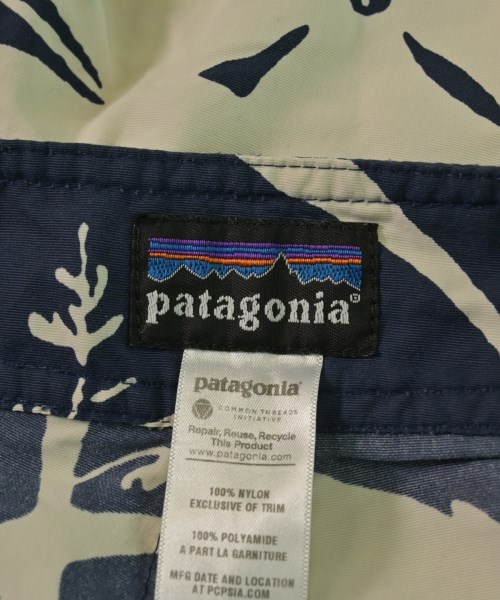 patagonia®
patagonia®
COMMON THREADS
INITIATIVE
Repair, Reuse, Recycle
This Product
www.patagonia.com
100% NYLON
EXCLUSIVE OF TRIM
100% POLYAMIDE
A PART LA GARNITURE
MFG DATE AND LOCATION
AT PCPSIA.COM